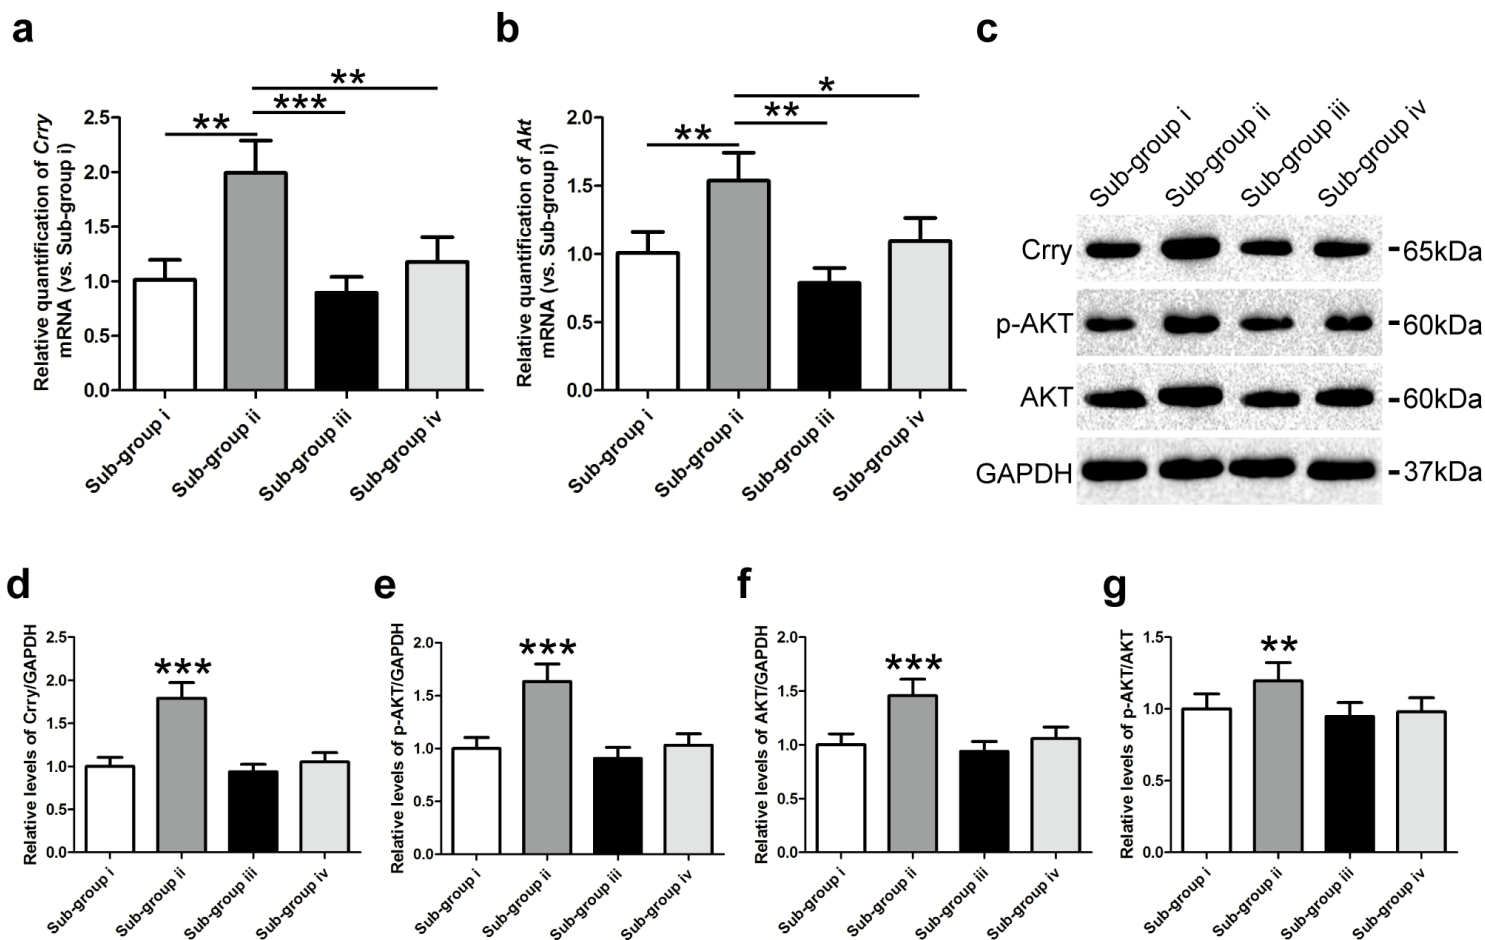 a
**
***
**
Relative quantification of Crry
mRNA (vs. Sub-group i)
2.5
2.0
1.5
1.0
0.5
0.0
Sub-group i
Sub-group ii
Sub-group iii
Sub-group iv
b
*
**
**
Relative quantification of Akt
mRNA (vs. Sub-group i)
2.0
1.5
1.0
0.5
0.0
Sub-group i
Sub-group ii
Sub-group iii
Sub-group iv
c
Sub-group i
Sub-group ii
Sub-group iii
Sub-group iv
Crry -65kDa
p-AKT -60kDa
AKT -60kDa
GAPDH -37kDa
d
Relative levels of Crry/GAPDH
2.5
2.0
1.5
1.0
0.5
0.0
***
Sub-group i
Sub-group ii
Sub-group iii
Sub-group iv
e
Relative levels of p-AKT/GAPDH
2.0
1.5
1.0
0.5
0.0
***
Sub-group i
Sub-group ii
Sub-group iii
Sub-group iv
f
Relative levels of AKT/GAPDH
2.0
1.5
1.0
0.5
0.0
***
Sub-group i
Sub-group ii
Sub-group iii
Sub-group iv
g
Relative levels of p-AKT/AKT
1.5
1.0
0.5
0.0
**
Sub-group i
Sub-group ii
Sub-group iii
Sub-group iv